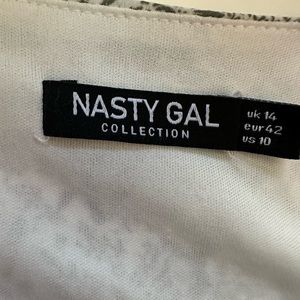 NASTY GAL
COLLECTION
uk 14
eur 42
us 10